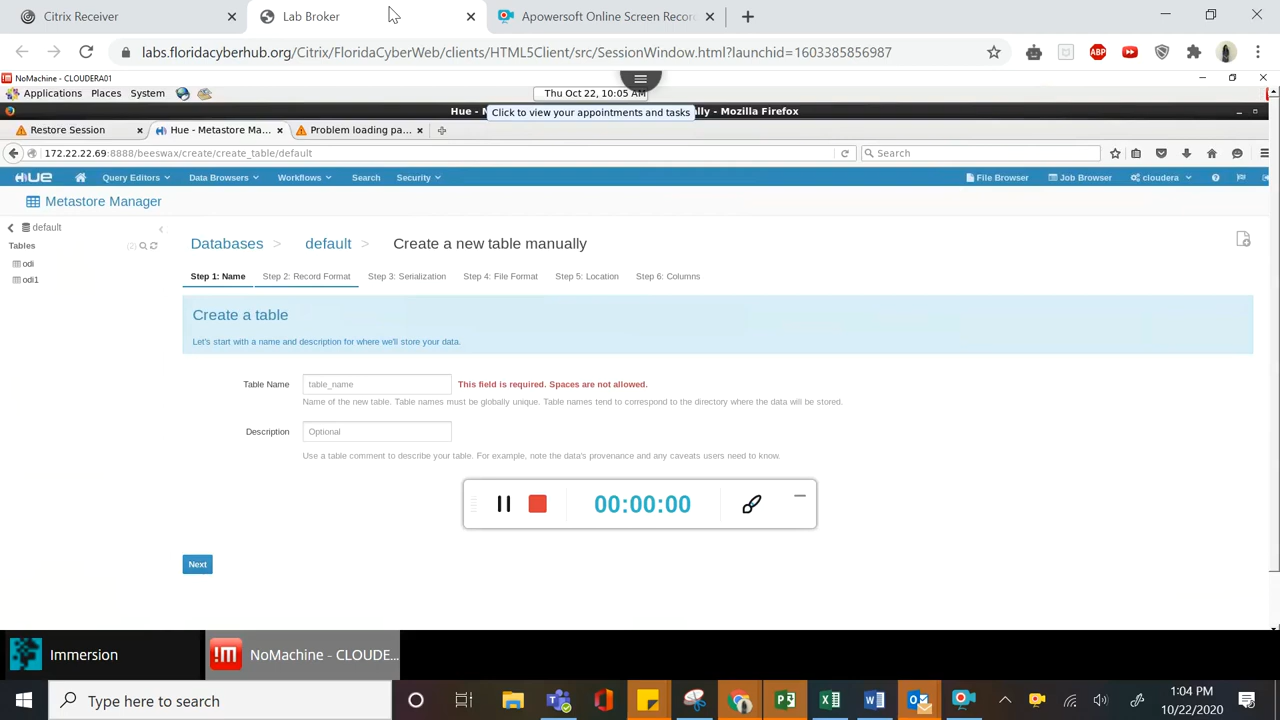 Citrix Receiver
Lab Broker
Apowersoft Online Screen Recor
labs.floridacyberhub.org/Citrix/FloridaCyberWeb/clients/HTML5Client/src/SessionWindow.html?launchid=1603385856987
ABP
!M NoMachine - CLOUDERA01
Applications Places System
Thu Oct 22, 10:05 AM
Click to view your appointments and tasks
Hue - M
ally - Mozilla Firefox
Restore Session
Hue - Metastore Ma...
Problem loading pa...
172.22.22.69:8888/beeswax/create/create_table/default
Search
HUE Query Editors Data Browsers Workflows Search Security File Browser Job Browser cloudera
Metastore Manager
default
Tables (2)
odi
odi1
Databases > default > Create a new table manually
Step 1: Name Step 2: Record Format Step 3: Serialization Step 4: File Format Step 5: Location Step 6: Columns
Create a table
Let's start with a name and description for where we'll store your data.
Table Name table_name This field is required. Spaces are not allowed.
Name of the new table. Table names must be globally unique. Table names tend to correspond to the directory where the data will be stored.
Description Optional
Use a table comment to describe your table. For example, note the data's provenance and any caveats users need to know.
00:00:00
Next
Immersion
!M NoMachine - CLOUDE...
Type here to search
1:04 PM
10/22/2020